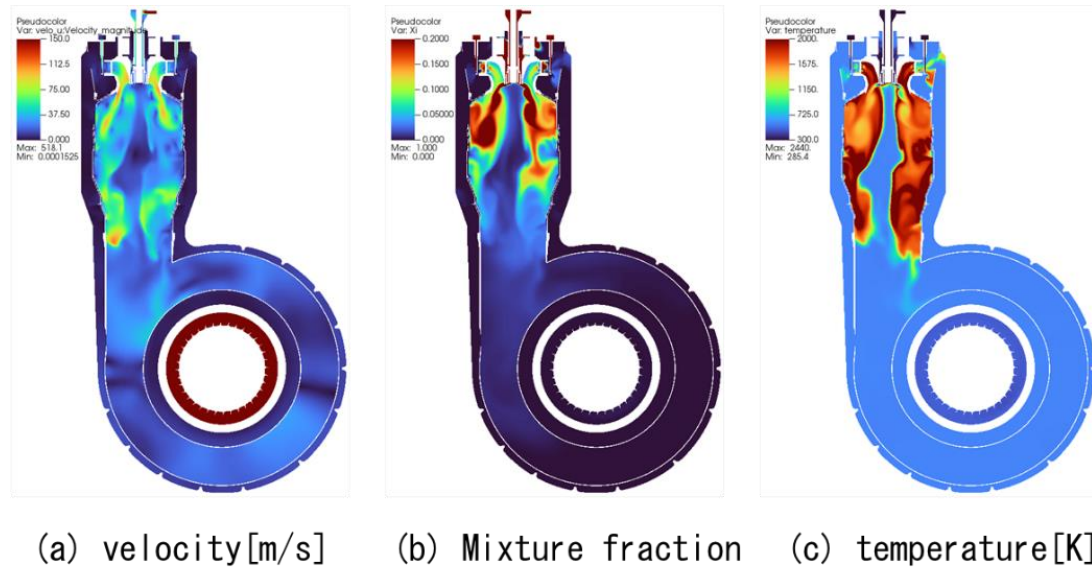 Pseudocolor
Var: velo_u:Velocity_magnitude
150.0
112.5
75.00
37.50
0.000
Max: 518.1
Min: 0.0001525
Pseudocolor
Var: Xi
0.2000
0.1500
0.1000
0.05000
0.000
Max: 1.000
Min: 0.000
Pseudocolor
Var: temperature
2000.
1575.
1150.
725.0
300.0
Max: 2440.
Min: 285.4
(a) velocity[m/s]
(b) Mixture fraction
(c) temperature[K]